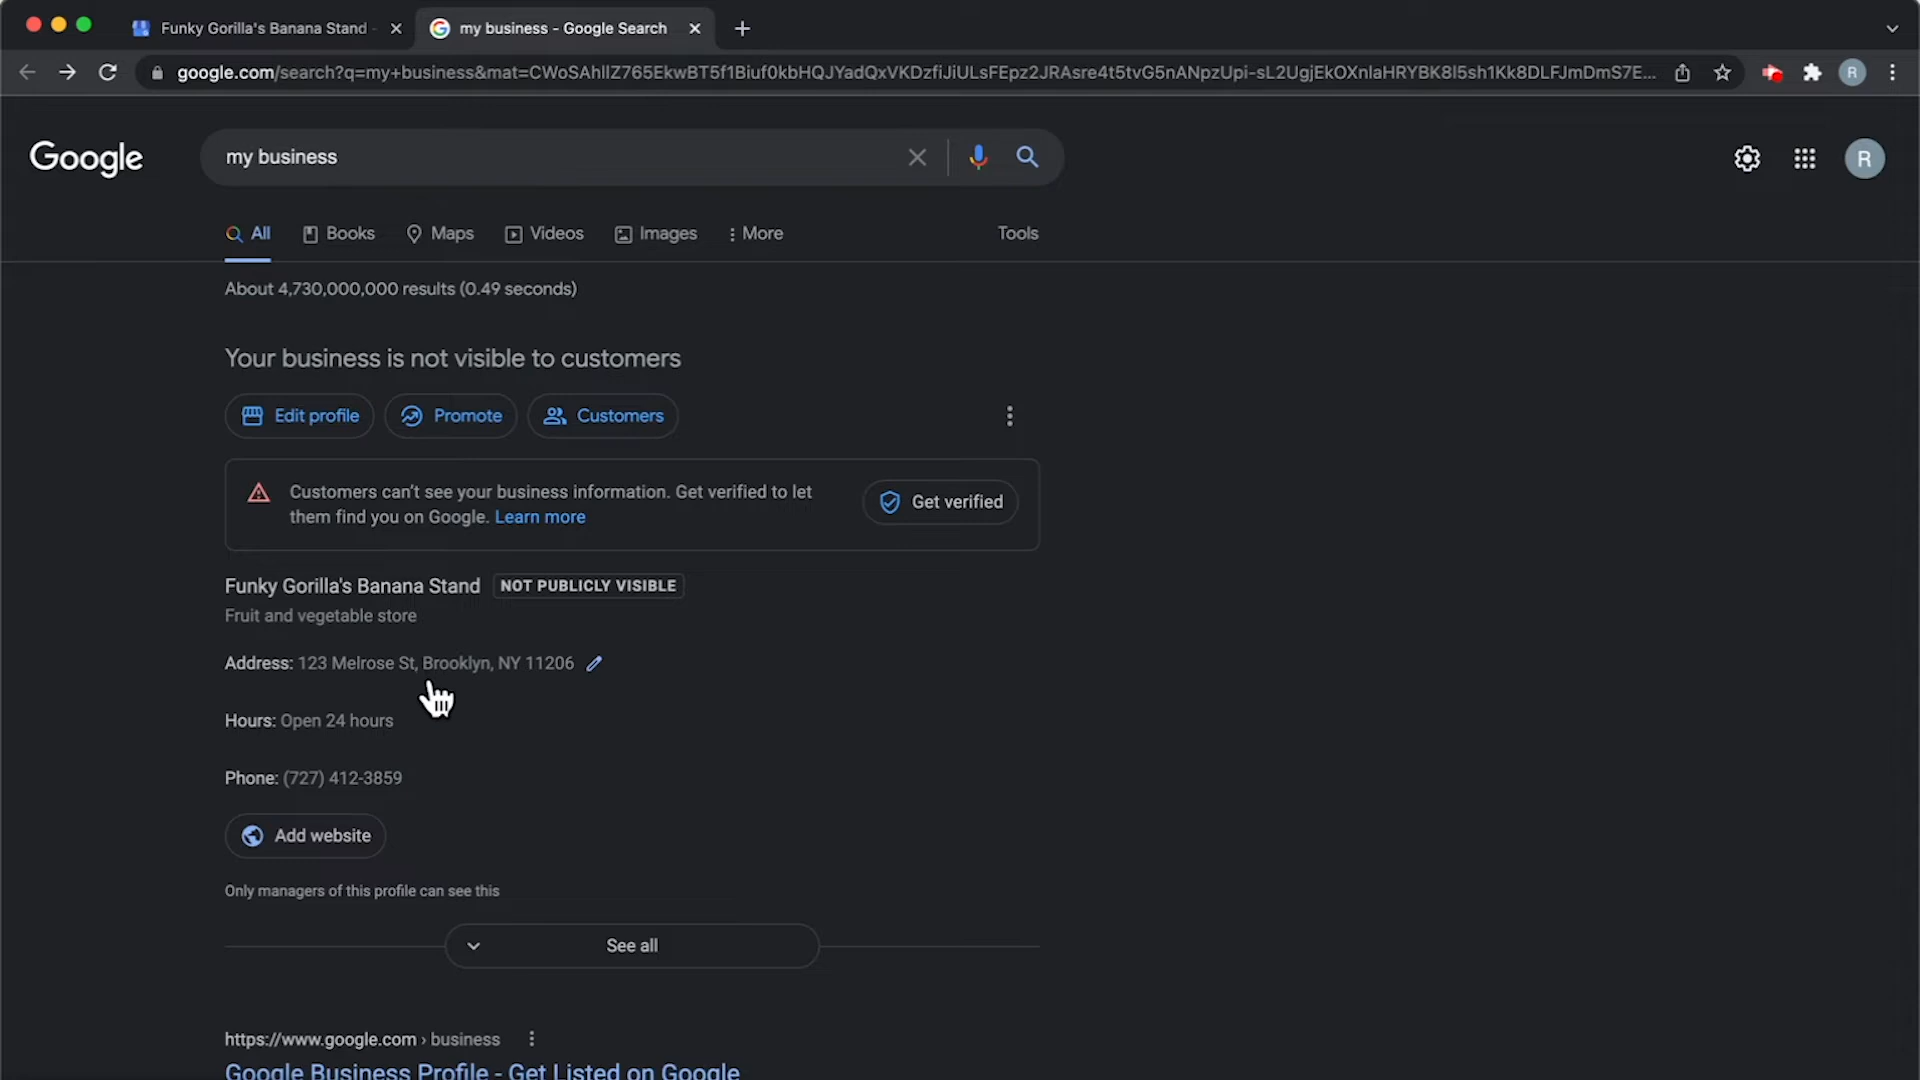 Funky Gorilla's Banana Stand -
my business - Google Search
google.com/search?q=my+business&mat=
R
Google
my business
R
All
Books
Maps
Videos
Images
More
Tools
About 4,730,000,000 results (0.49 seconds)
Your business is not visible to customers
Edit profile
Promote
Customers
Customers can't see your business information. Get verified to let
them find you on Google. Learn more
Get verified
Funky Gorilla's Banana Stand NOT PUBLICLY VISIBLE
Fruit and vegetable store
Address: 123 Melrose St, Brooklyn, NY 11206
Hours: Open 24 hours
Phone: (727) 412-3859
Add website
Only managers of this profile can see this
See all
https://www.google.com › business
Google Business Profile - Get Listed on Google